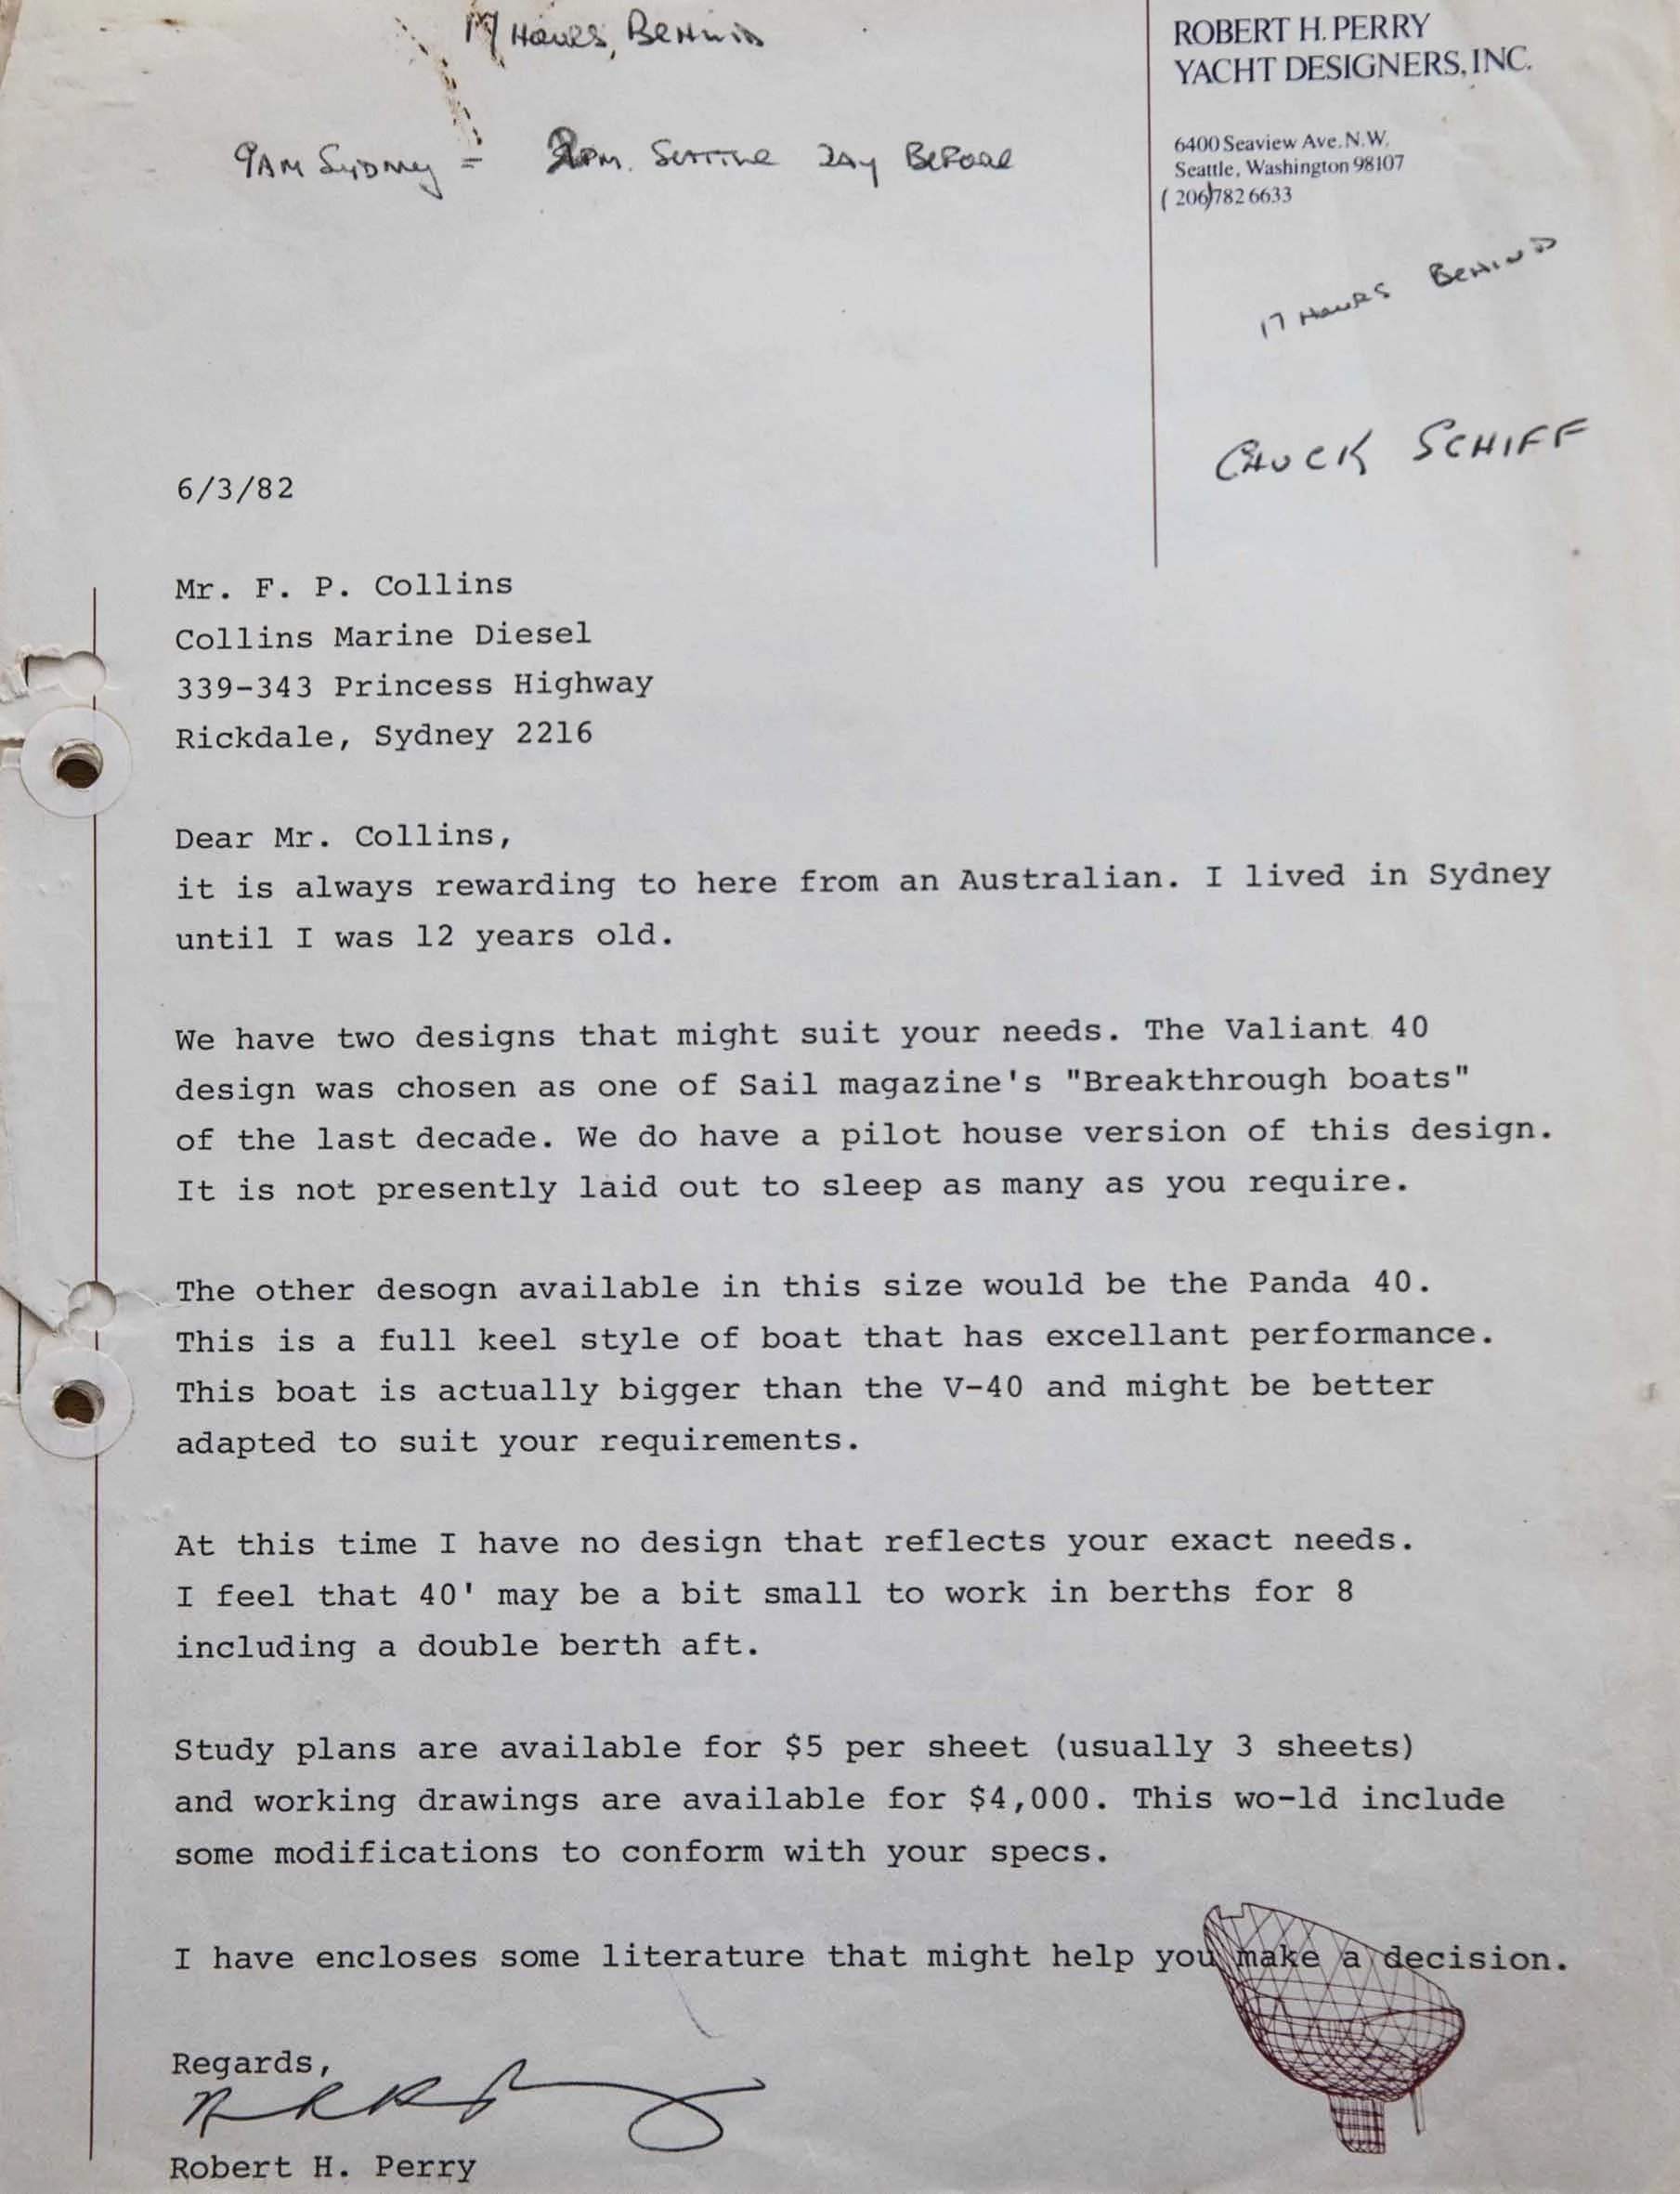 17 HOURS BEHIND
ROBERT H. PERRY
YACHT DESIGNERS, INC.
9AM SYDNEY = PM. SEATTLE DAY BEFORE
6400 Seaview Ave. N.W.
Seattle, Washington 98107
(206)782 6633
17 HOURS BEHIND
CHUCK SCHIFF
6/3/82
Mr. F. P. Collins
Collins Marine Diesel
339-343 Princess Highway
Rickdale, Sydney 2216
Dear Mr. Collins,
it is always rewarding to here from an Australian. I lived in Sydney
until I was 12 years old.
We have two designs that might suit your needs. The Valiant 40
design was chosen as one of Sail magazine's "Breakthrough boats"
of the last decade. We do have a pilot house version of this design.
It is not presently laid out to sleep as many as you require.
The other desogn available in this size would be the Panda 40.
This is a full keel style of boat that has excellant performance.
This boat is actually bigger than the V-40 and might be better
adapted to suit your requirements.
At this time I have no design that reflects your exact needs.
I feel that 40' may be a bit small to work in berths for 8
including a double berth aft.
Study plans are available for $5 per sheet (usually 3 sheets)
and working drawings are available for $4,000. This wo-ld include
some modifications to conform with your specs.
I have encloses some literature that might help you make a decision.
Regards,
Robert H. Perry